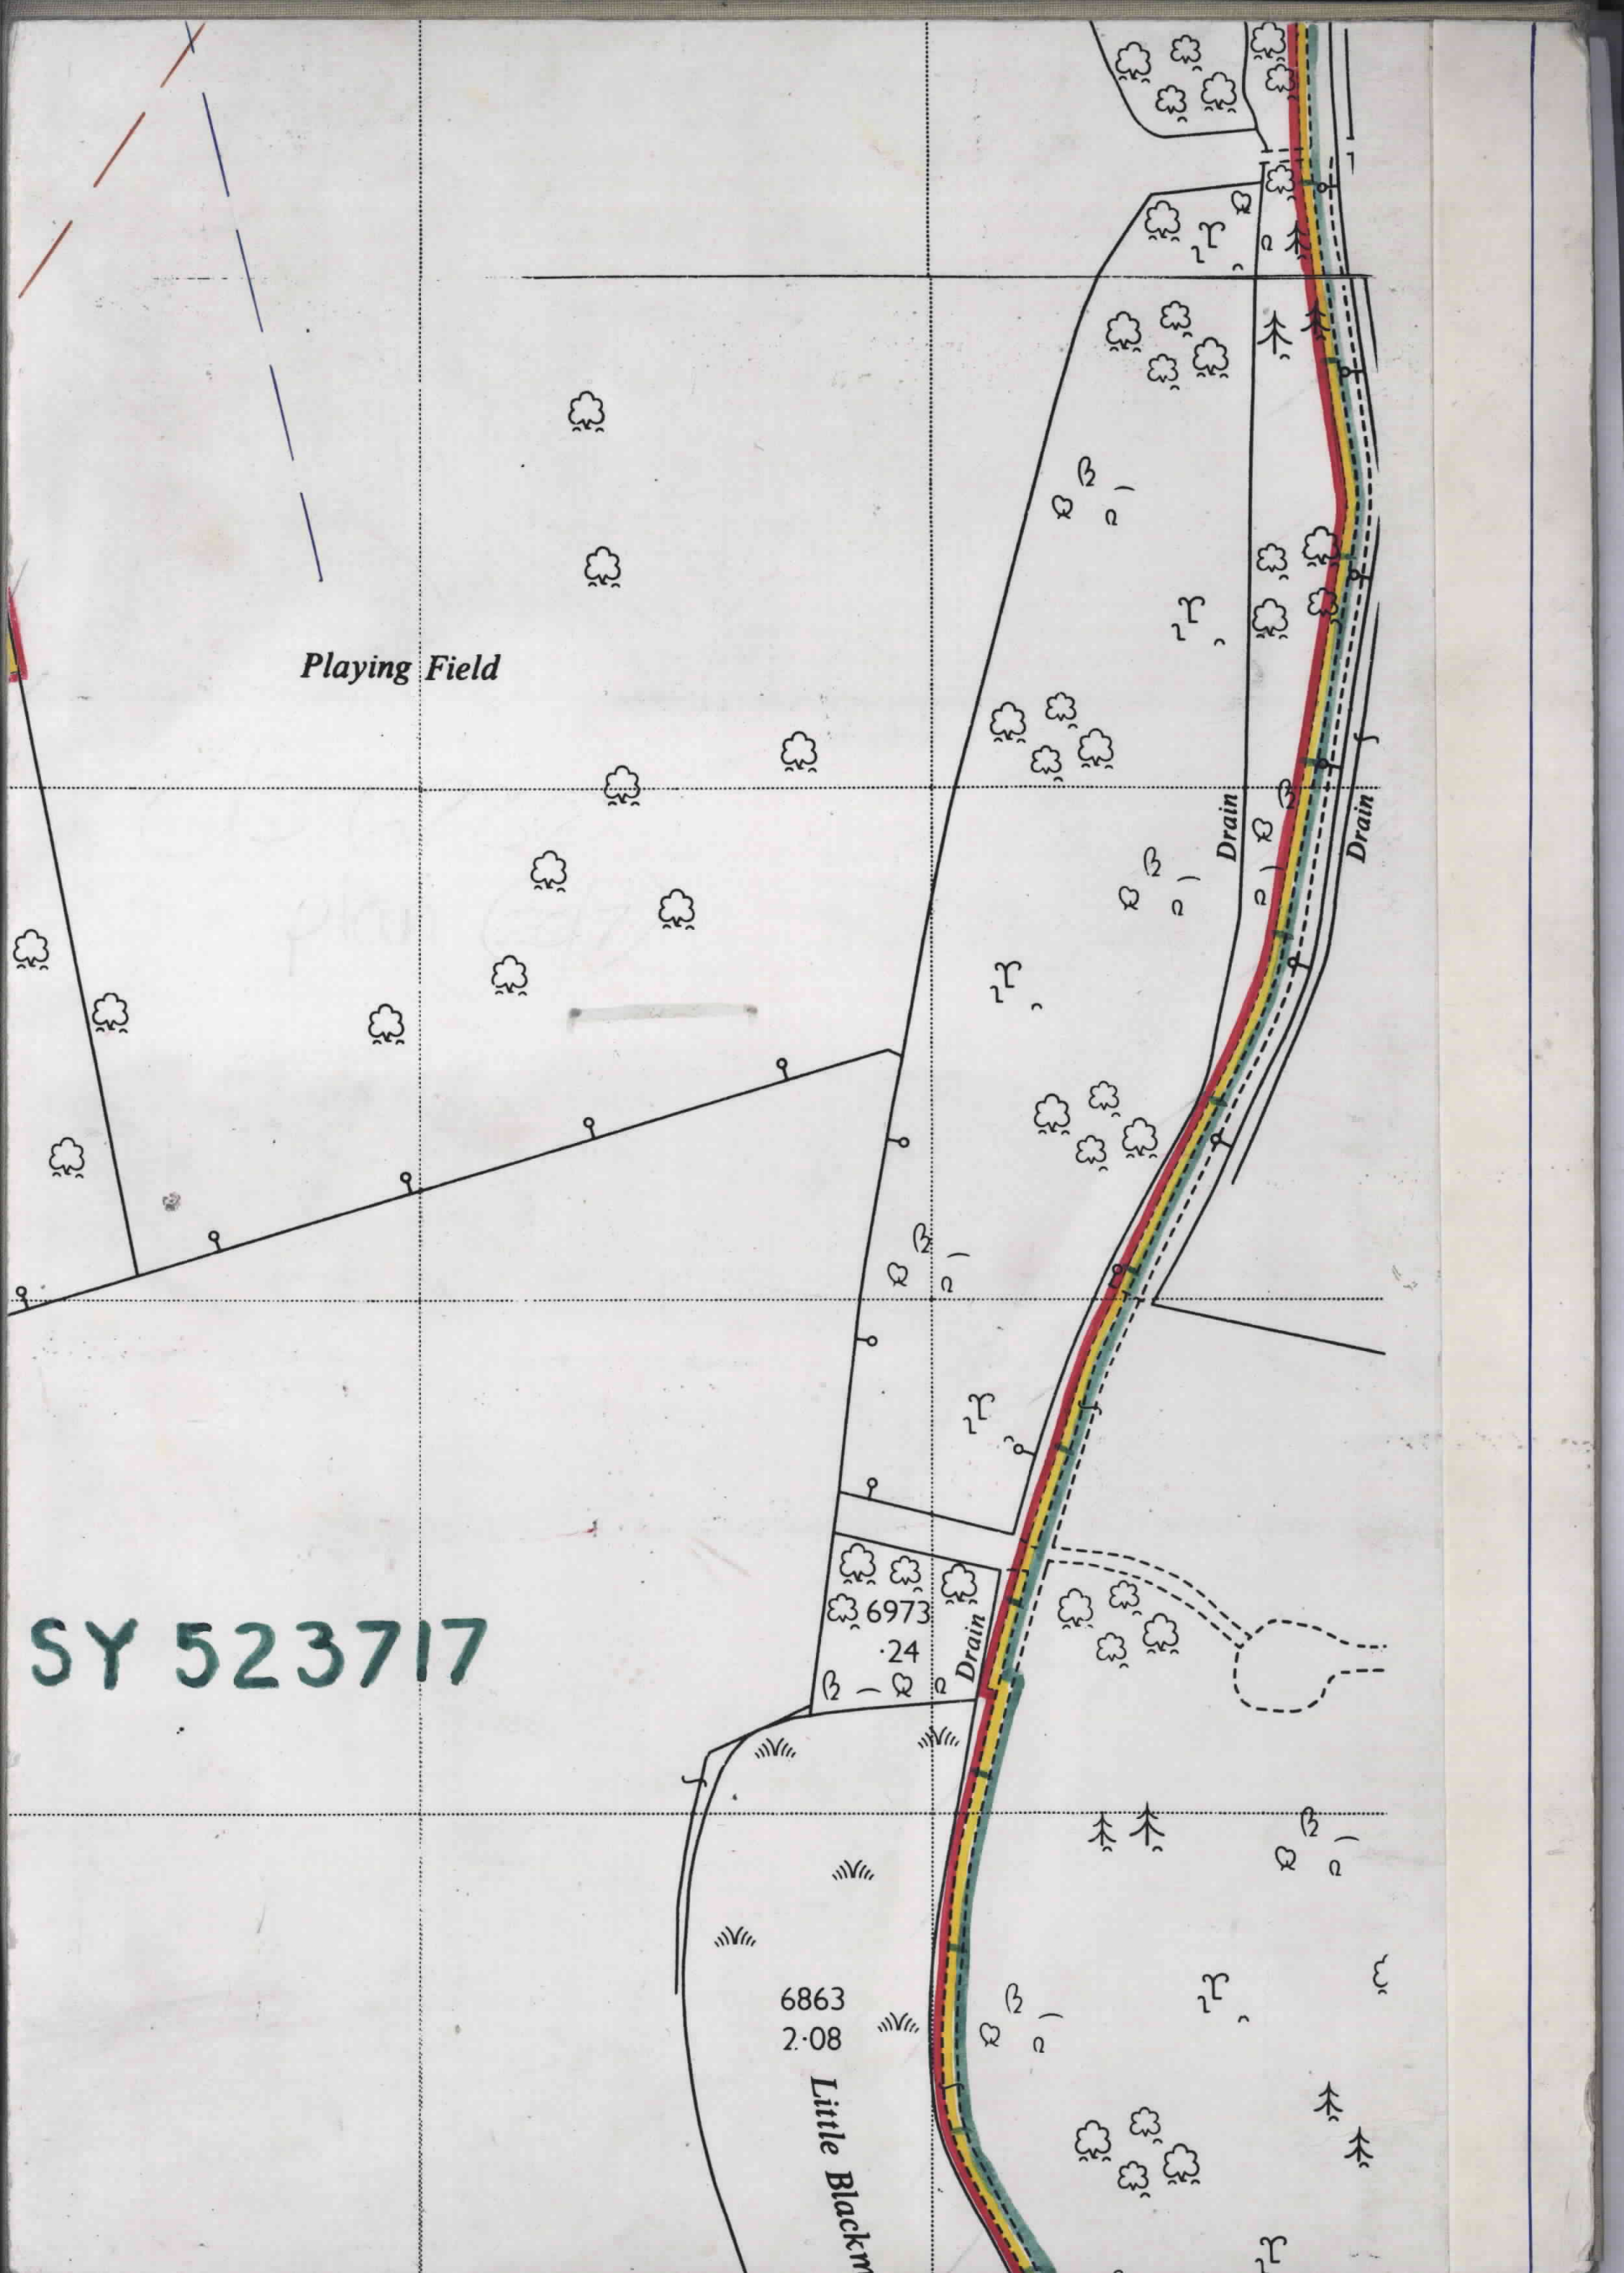 Playing Field
Drain
Drain
6973
·24
Drain
SY 523717
6863
2·08
Little Blackm